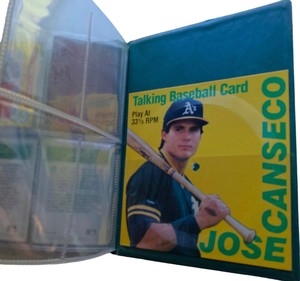 Talking Baseball Card
Play At
33⅓ RPM
A's
JOSE
CANSECO